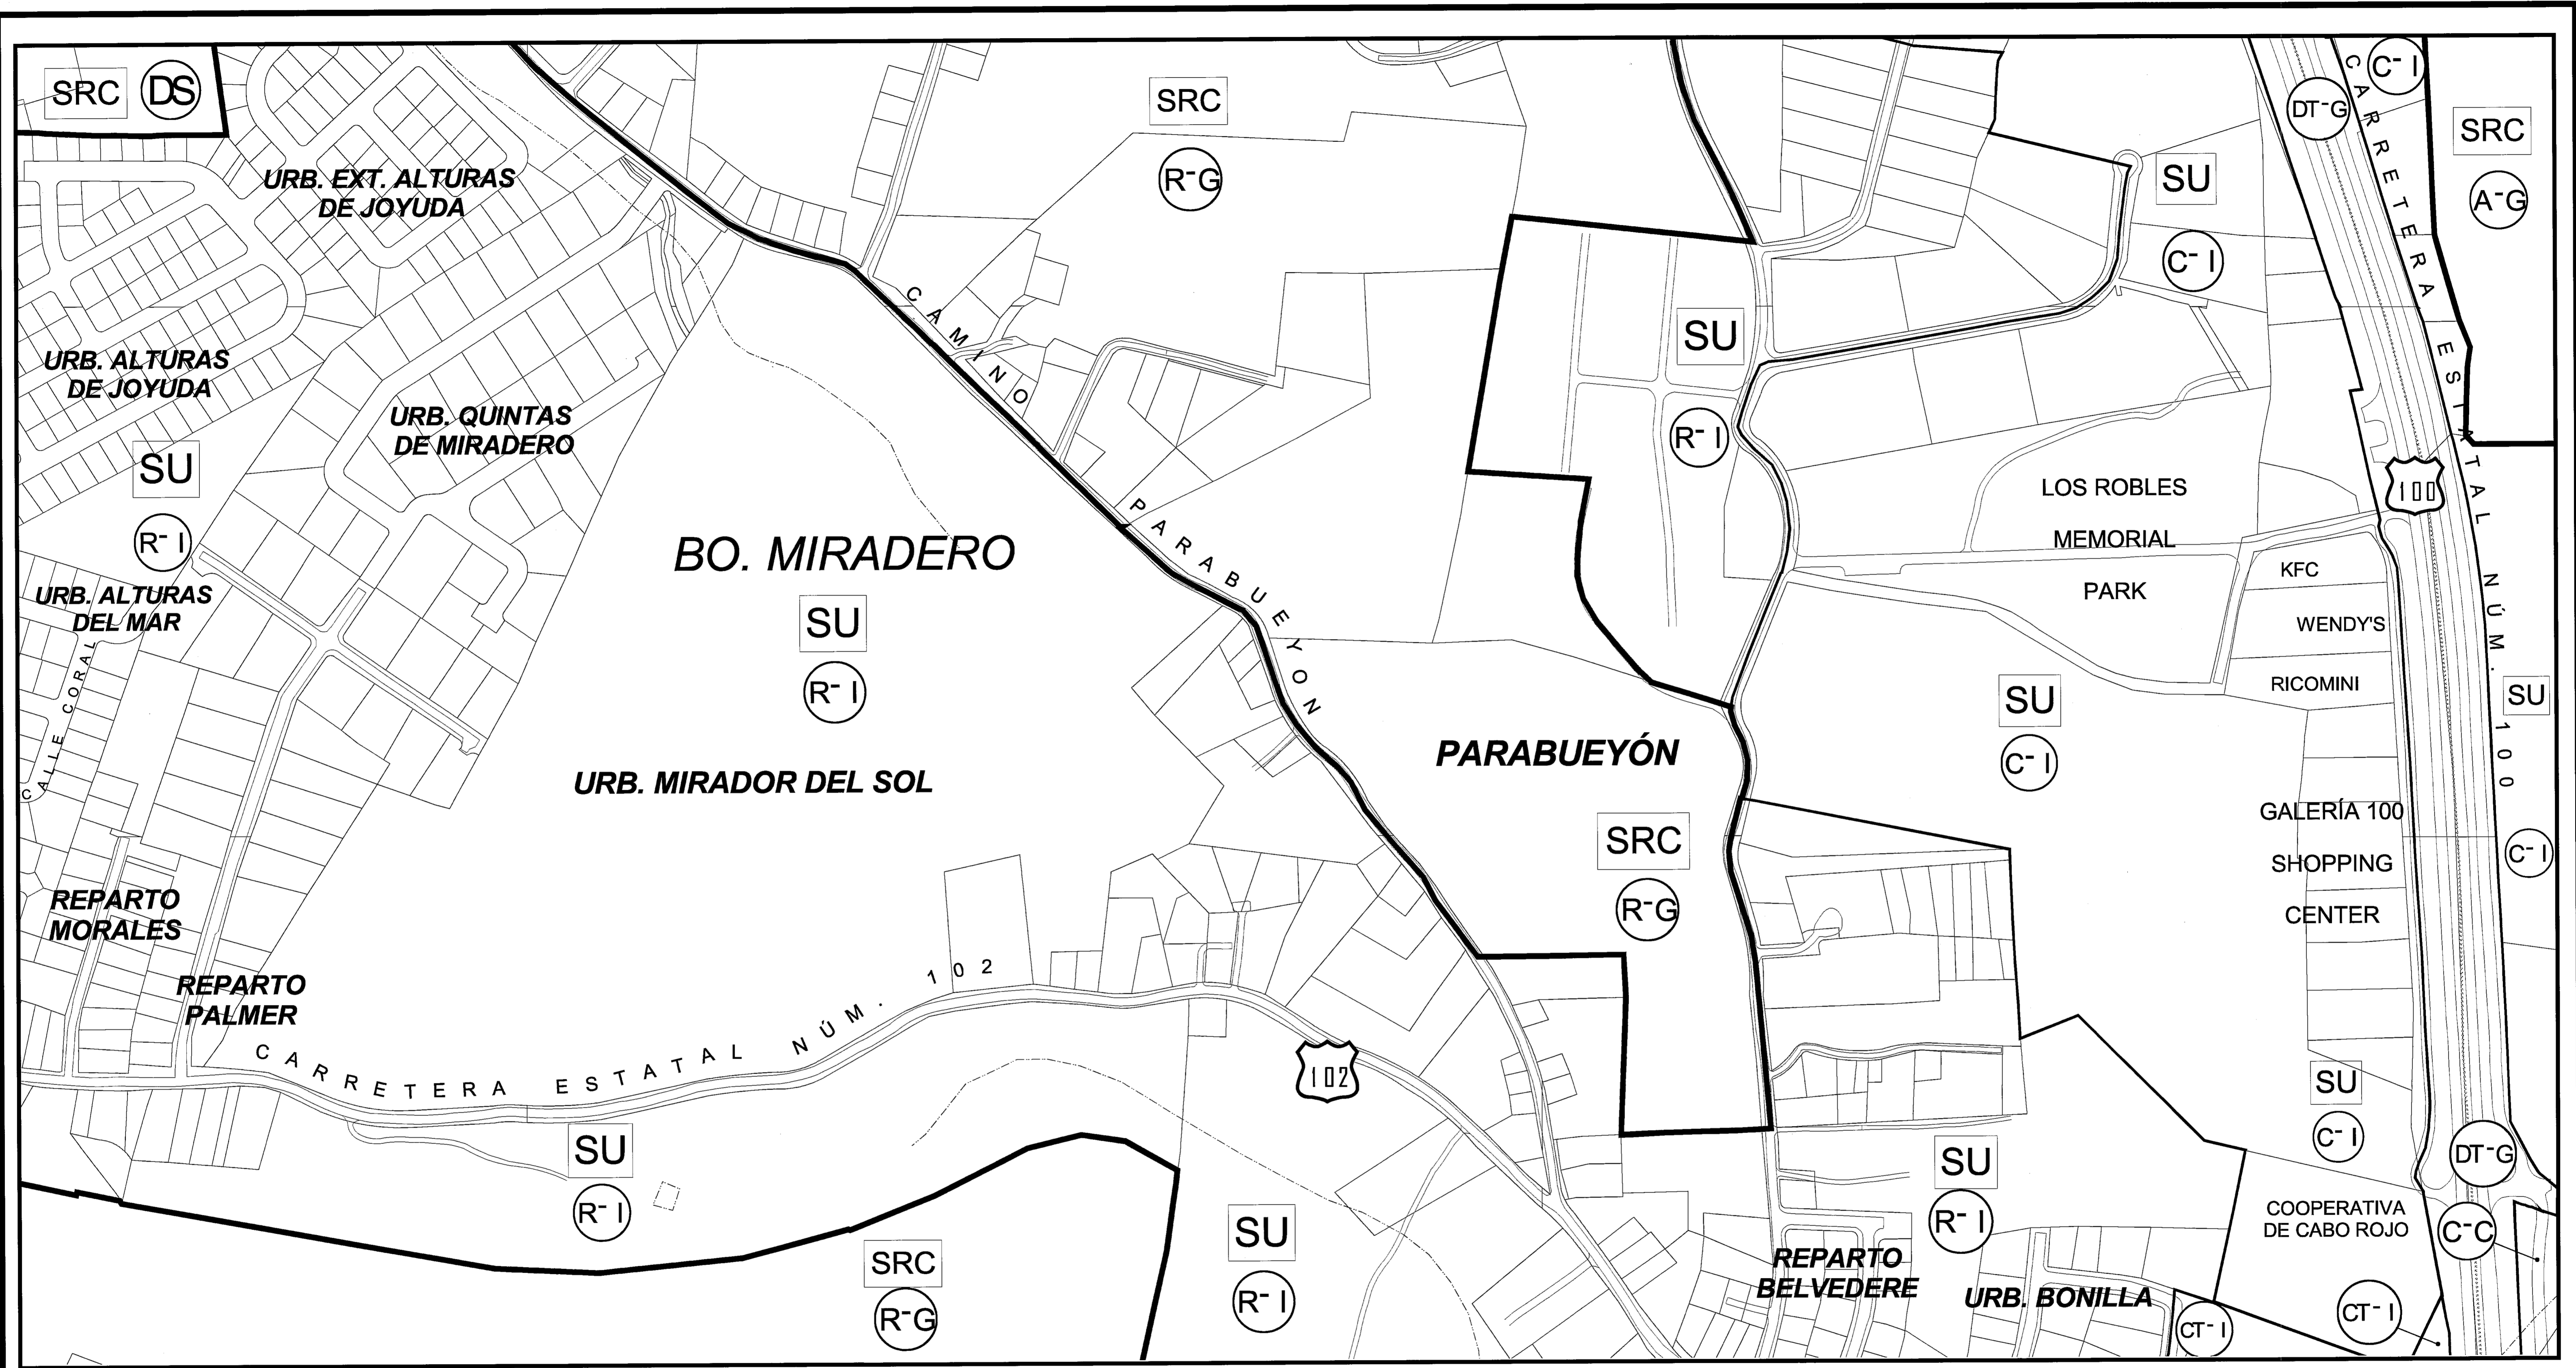 SRC DS
URB. EXT. ALTURAS
DE JOYUDA
URB. ALTURAS
DE JOYUDA
URB. QUINTAS
DE MIRADERO
SU
R-I
URB. ALTURAS
DEL MAR
CALLE CORAL
REPARTO
MORALES
REPARTO
PALMER
BO. MIRADERO
SU
R-I
URB. MIRADOR DEL SOL
CARRETERA ESTATAL NÚM. 102
102
SU
R-I
SRC
R-G
SU
R-I
SRC
R-G
CAMINO PARABUEYON
SU
R-I
PARABUEYÓN
SRC
R-G
SU
C-I
DT-G
C-I
SRC
A-G
CARRETERA ESTATAL NÚM. 100
100
LOS ROBLES
MEMORIAL
PARK
KFC
WENDY'S
RICOMINI
SU
C-I
SU
C-I
GALERÍA 100
SHOPPING
CENTER
SU
C-I
DT-G
SU
R-I
COOPERATIVA
DE CABO ROJO
C-C
REPARTO
BELVEDERE
URB. BONILLA
CT-I
CT-I